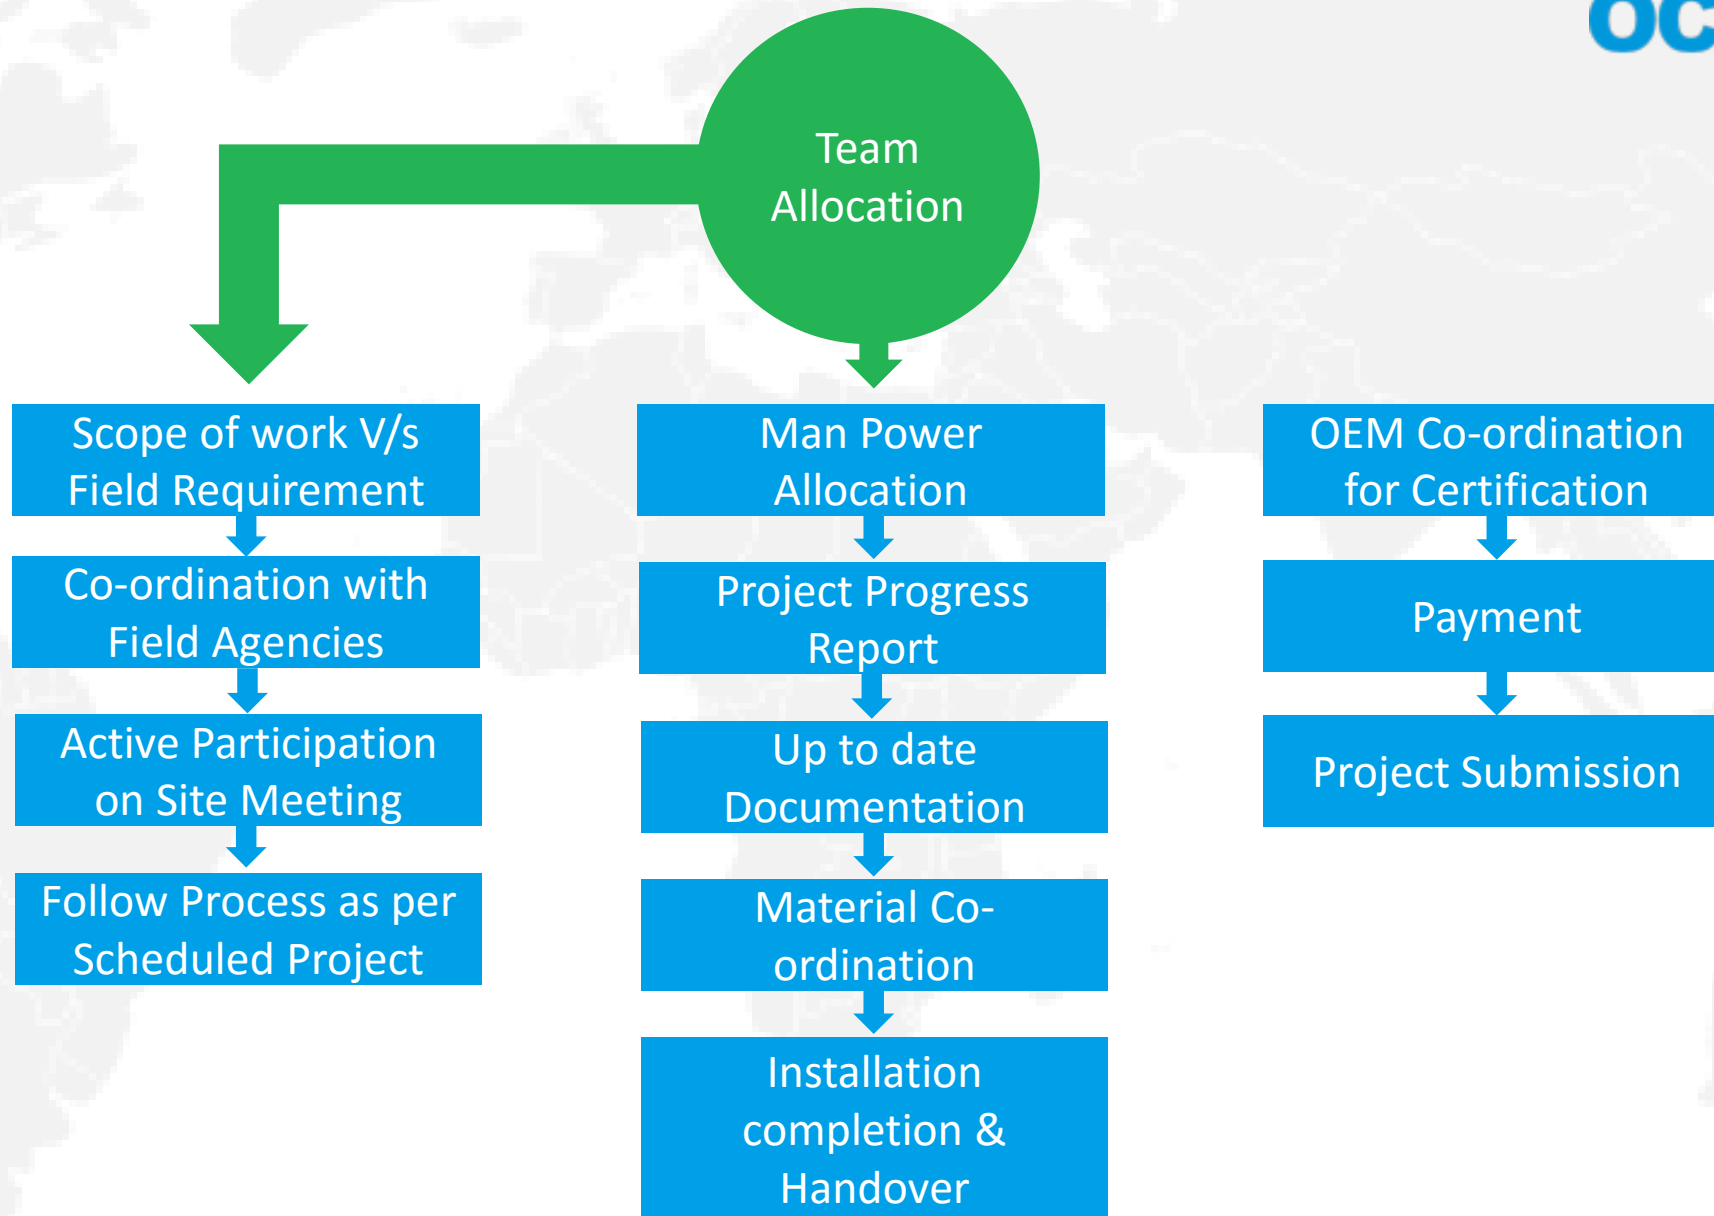 Team
Allocation
Scope of work V/s
Field Requirement
Co-ordination with
Field Agencies
Active Participation
on Site Meeting
Follow Process as per
Scheduled Project
Man Power
Allocation
Project Progress
Report
Up to date
Documentation
Material Co-
ordination
Installation
completion &
Handover
OEM Co-ordination
for Certification
Payment
Project Submission